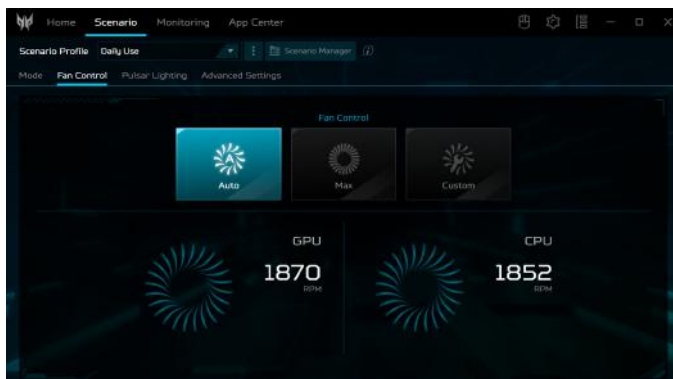 Home Scenario Monitoring App Center
Scenario Profile Daily Use Scenario Manager
Mode Fan Control Pulsar Lighting Advanced Settings
Fan Control
Auto Max Custom
GPU CPU
1870 1852
RPM RPM